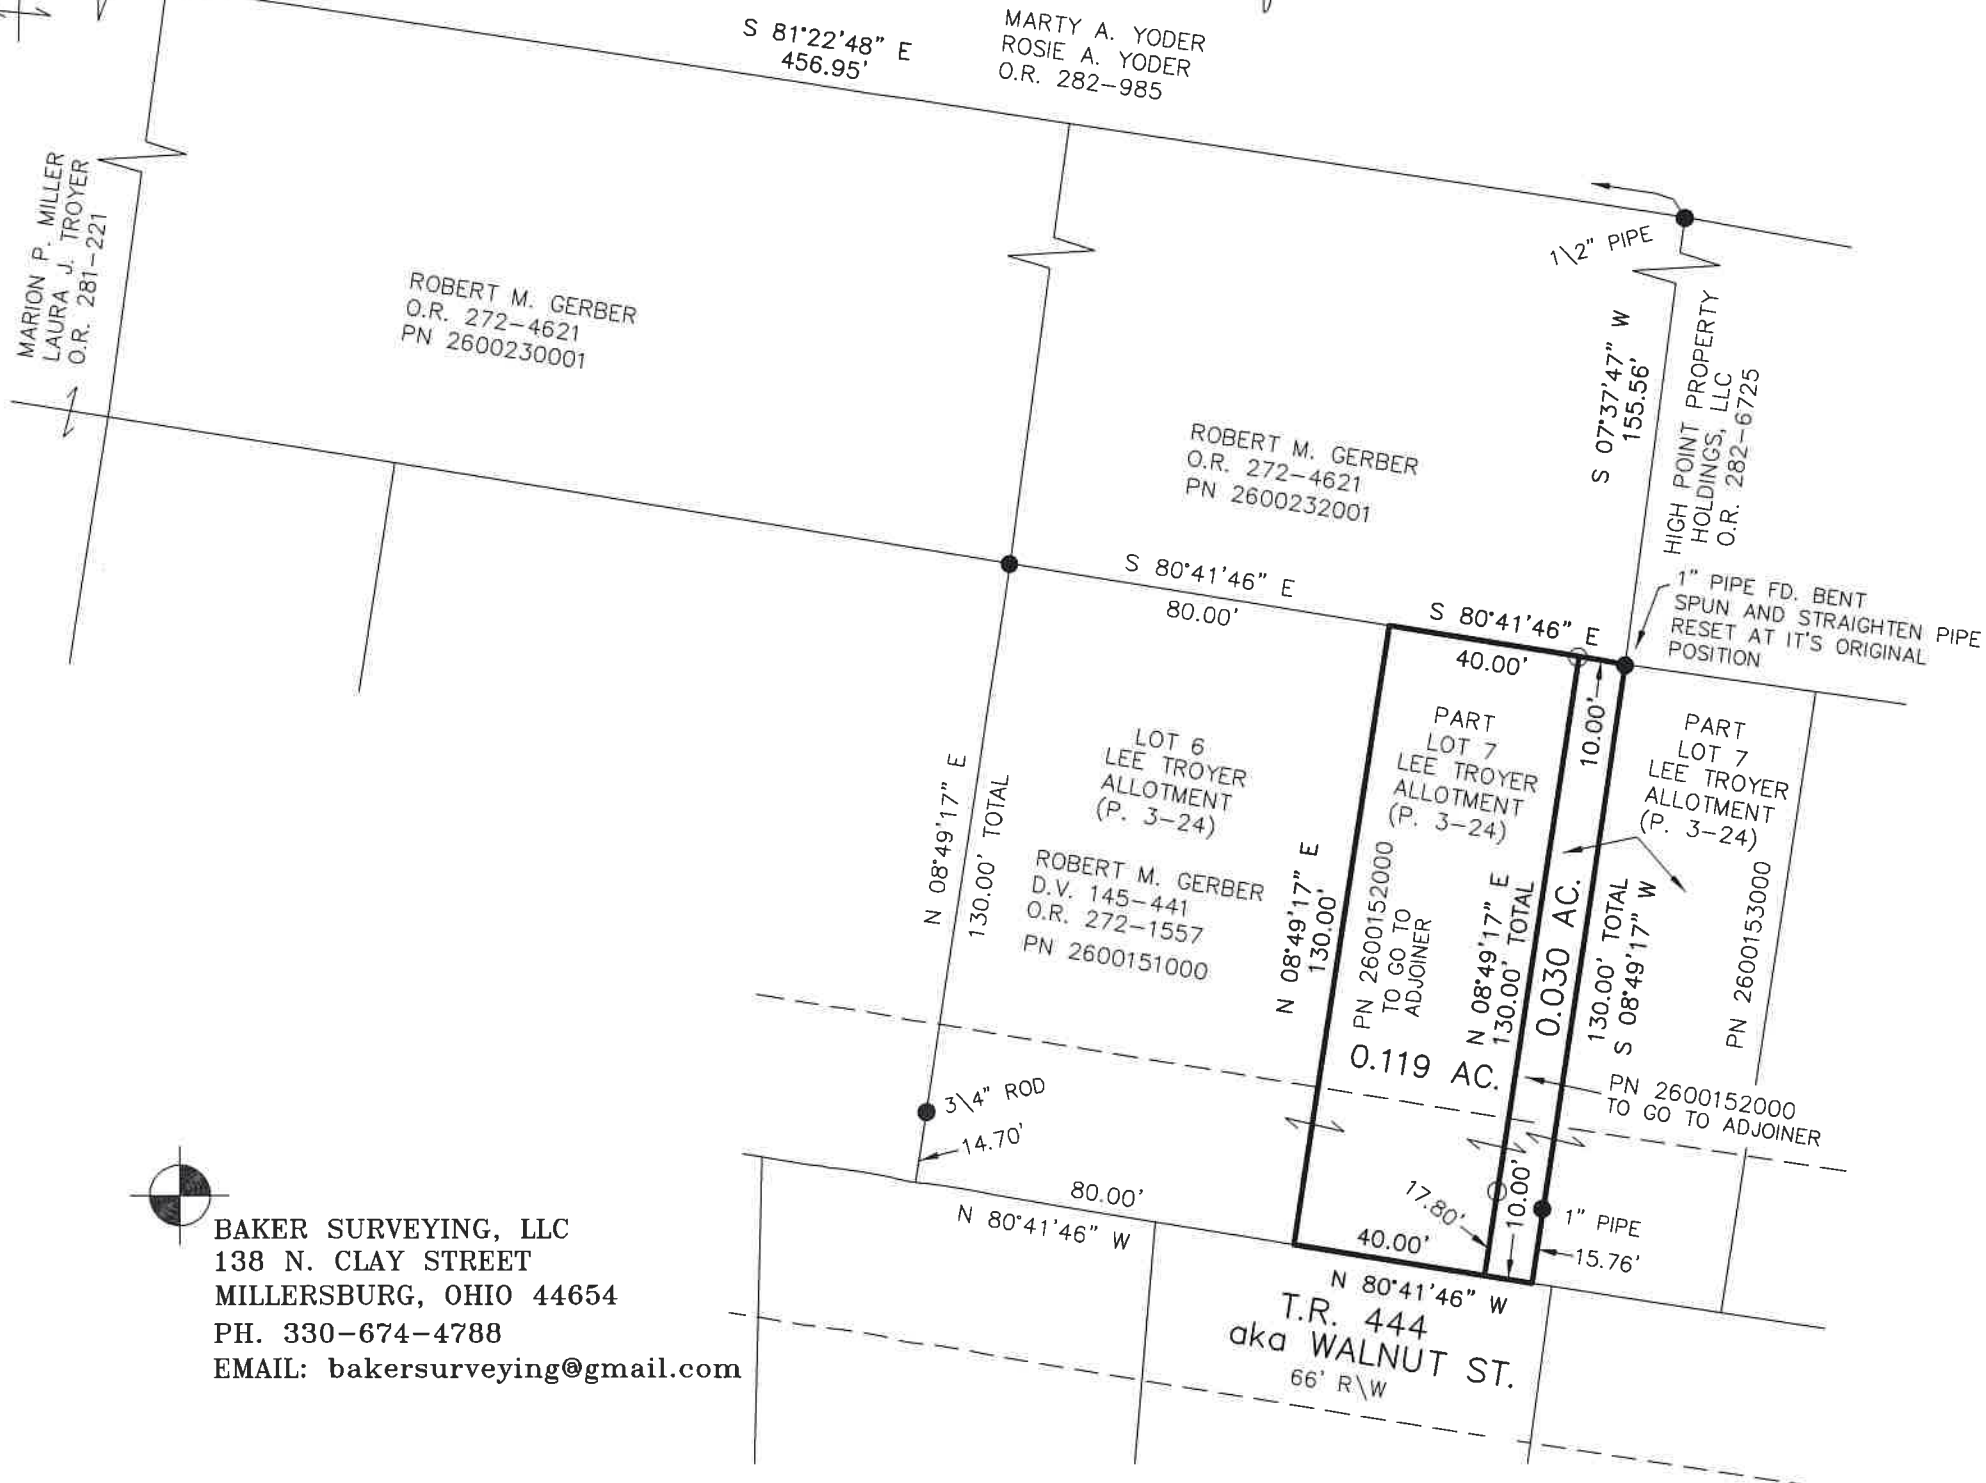 S 81°22'48" E
456.95'
MARTY A. YODER
ROSIE A. YODER
O.R. 282-985
MARION P. MILLER
LAURA J. TROYER
O.R. 281-221
ROBERT M. GERBER
O.R. 272-4621
PN 2600230001
1\2" PIPE
S 07°37'47" W
155.56'
HIGH POINT PROPERTY
HOLDINGS, LLC
O.R. 282-6725
ROBERT M. GERBER
O.R. 272-4621
PN 2600232001
S 80°41'46" E
80.00'
S 80°41'46" E
40.00'
1" PIPE FD. BENT
SPUN AND STRAIGHTEN PIPE
RESET AT IT'S ORIGINAL
POSITION
10.00'
N 08°49'17" E
130.00' TOTAL
LOT 6
LEE TROYER
ALLOTMENT
(P. 3-24)
ROBERT M. GERBER
D.V. 145-441
O.R. 272-1557
PN 2600151000
N 08°49'17" E
130.00'
PART
LOT 7
LEE TROYER
ALLOTMENT
(P. 3-24)
PN 2600152000
TO GO TO
ADJOINER
0.119 AC.
N 08°49'17" E
130.00' TOTAL
0.030 AC.
130.00' TOTAL
S 08°49'17" W
PART
LOT 7
LEE TROYER
ALLOTMENT
(P. 3-24)
PN 2600153000
PN 2600152000
TO GO TO ADJOINER
3\4" ROD
14.70'
80.00'
N 80°41'46" W
17.80'
10.00'
1" PIPE
15.76'
40.00'
N 80°41'46" W
T.R. 444
aka WALNUT ST.
66' R\W
BAKER SURVEYING, LLC
138 N. CLAY STREET
MILLERSBURG, OHIO 44654
PH. 330-674-4788
EMAIL: bakersurveying@gmail.com